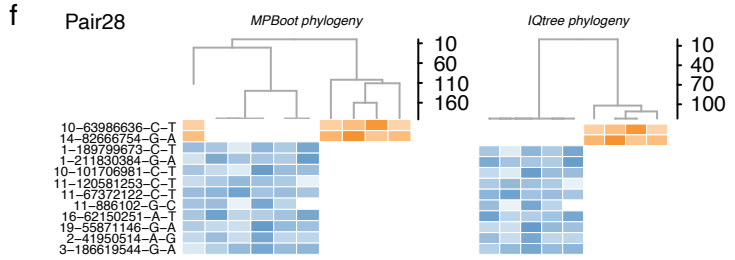 f
Pair28
MPBoot phylogeny
10
60
110
160
IQtree phylogeny
10
40
70
100
10–63986636–C–T
14–82666754–G–A
1–189799673–C–T
1–211830384–G–A
10–101706981–C–T
11–120581253–C–T
11–67372122–C–T
11–886102–G–C
16–62150251–A–T
19–55871146–G–A
2–41950514–A–G
3–186619544–G–A